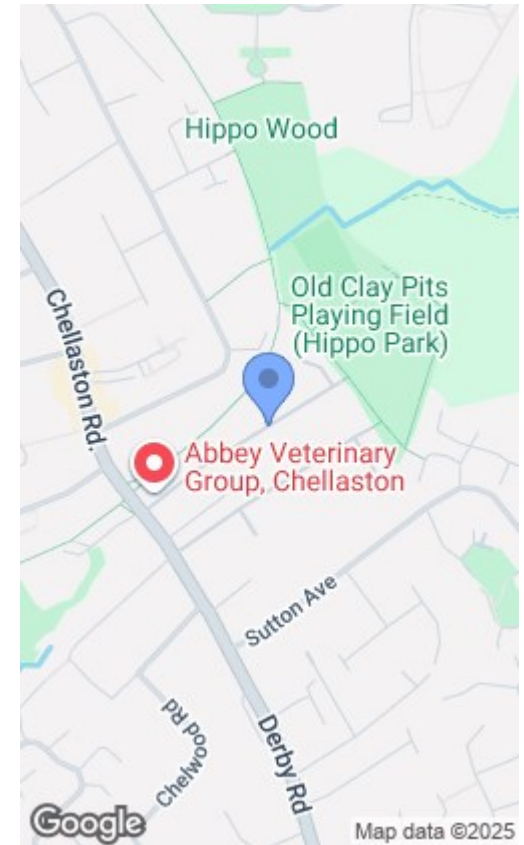 Hippo Wood
Old Clay Pits
Playing Field
(Hippo Park)
Chellaston Rd.
Abbey Veterinary
Group, Chellaston
Sutton Ave
Chelwood Rd
Derby Rd
Google
Map data ©2025